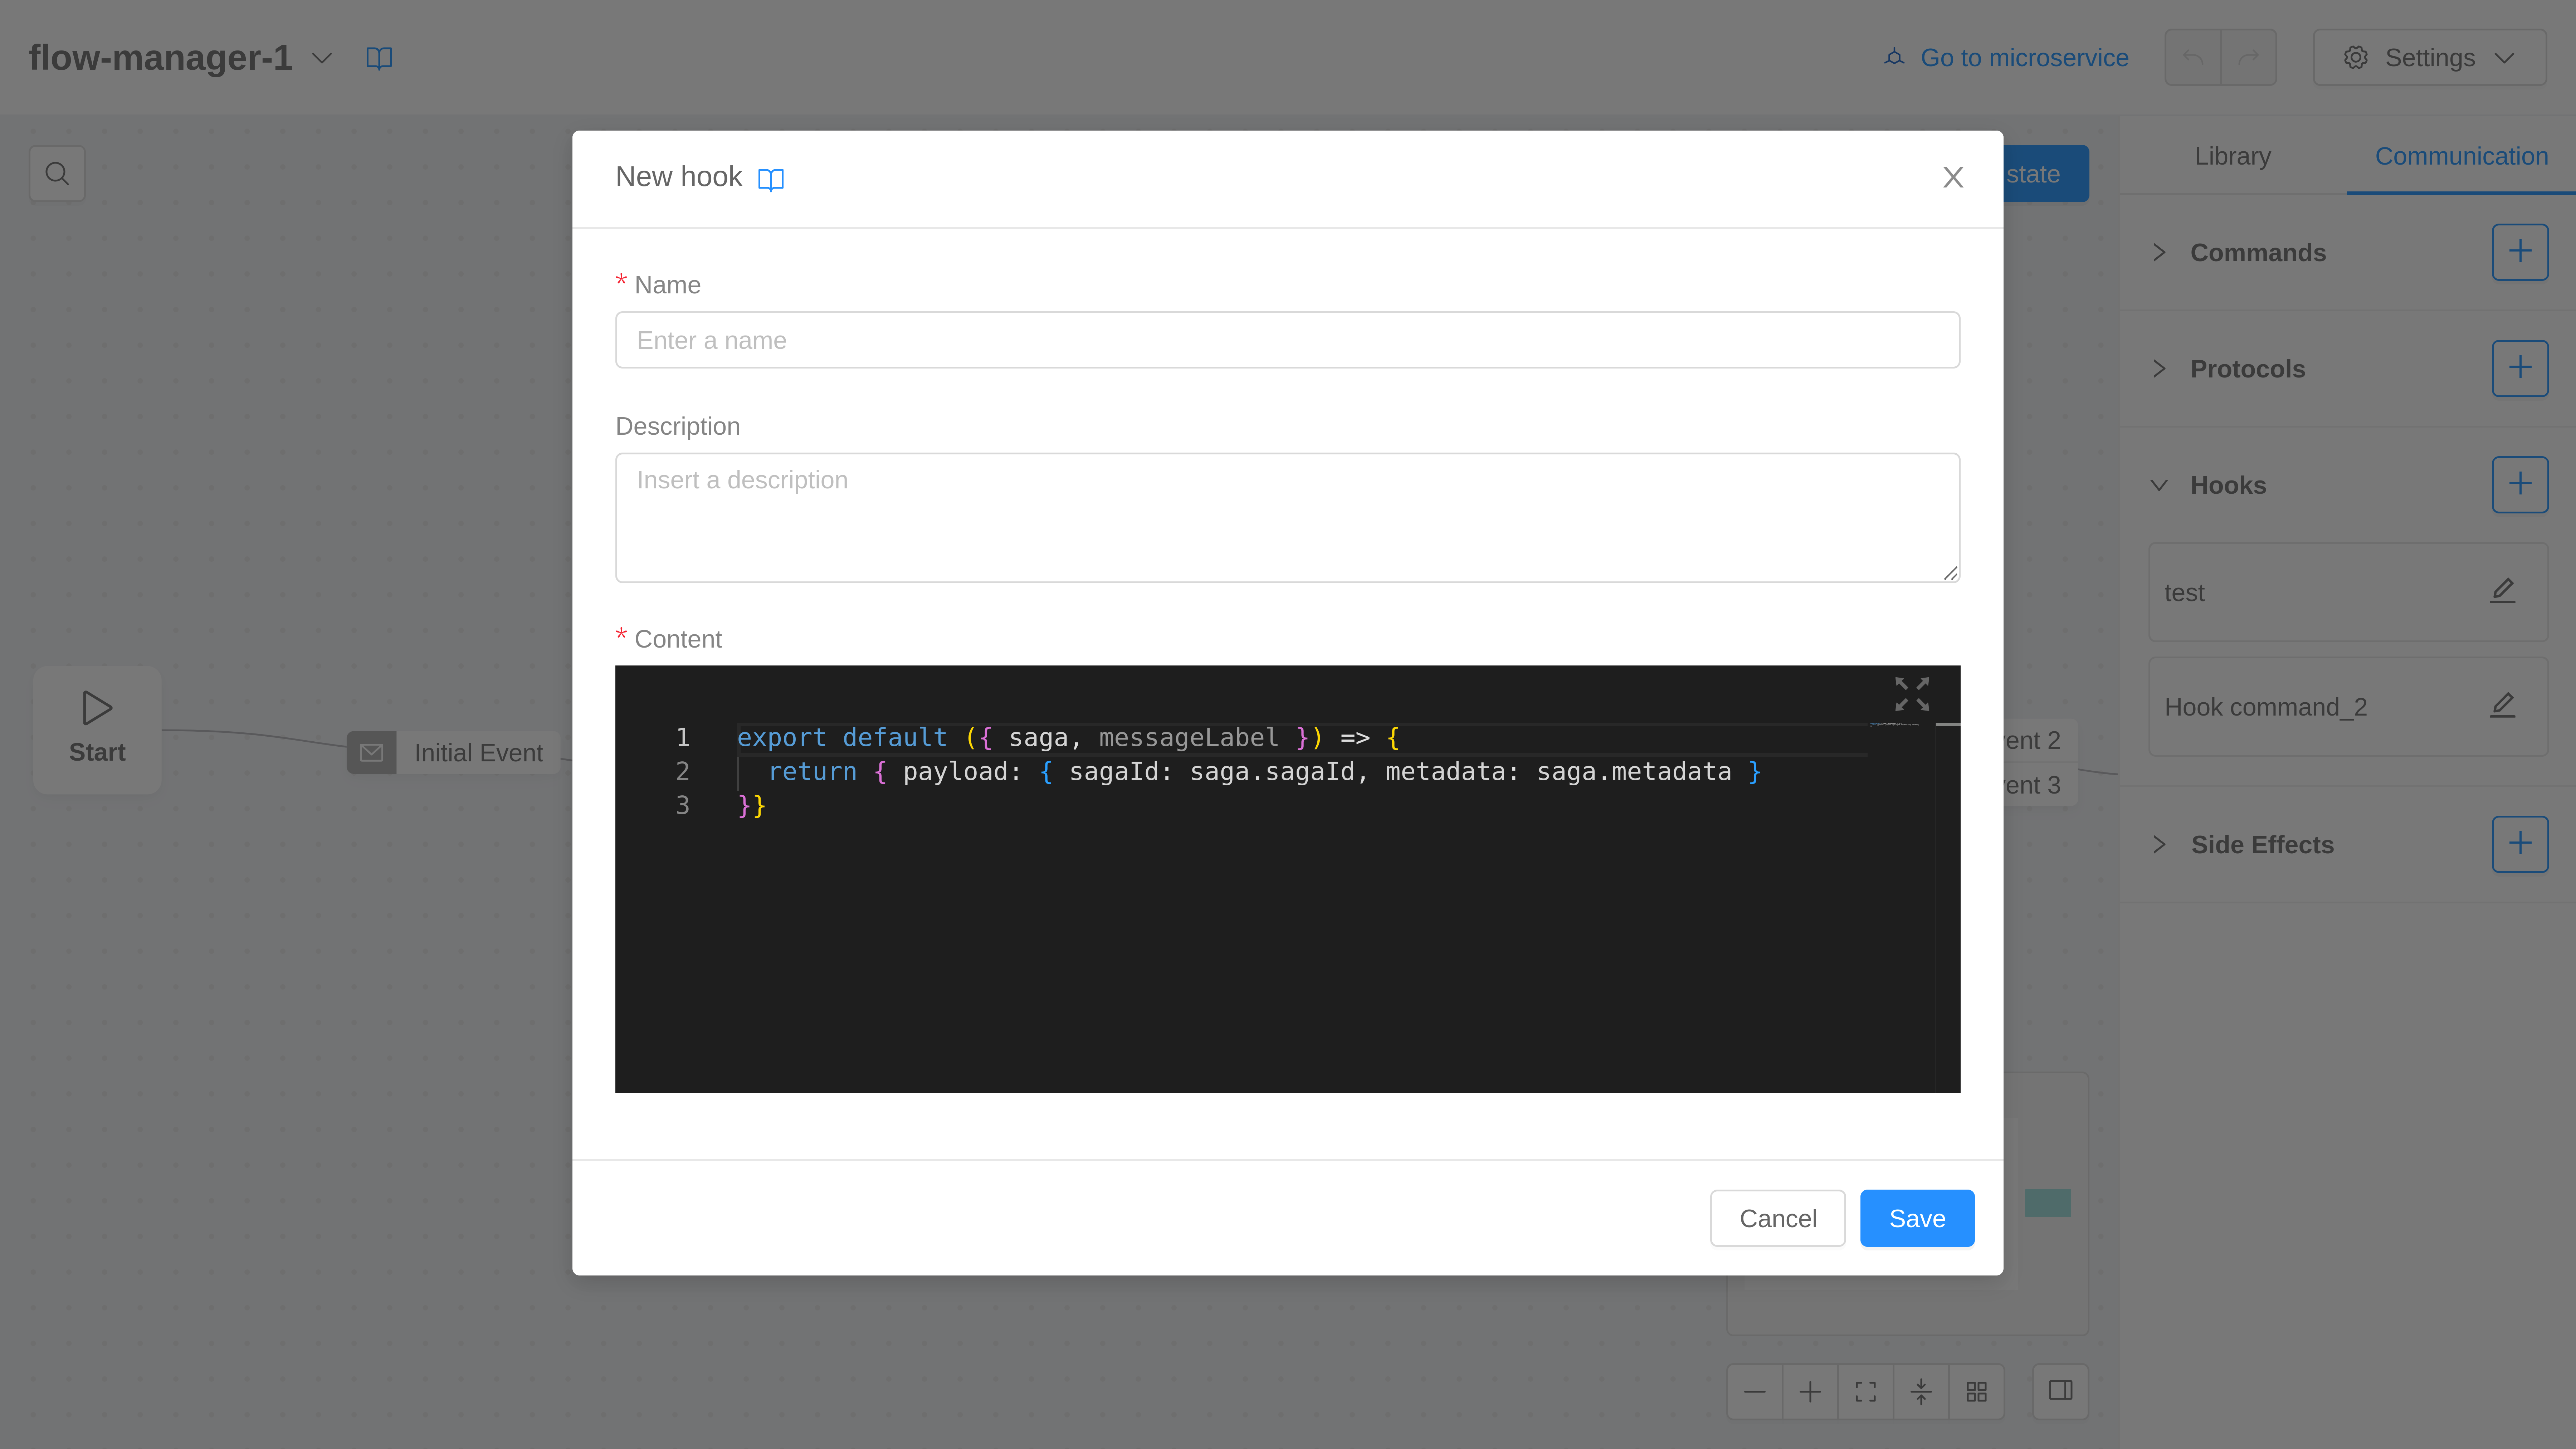 flow-manager-1
Go to microservice
Settings
state
Library
Communication
New hook
* Name
Enter a name
Description
Insert a description
* Content
1 export default ({ saga, messageLabel }) => {
2   return { payload: { sagaId: saga.sagaId, metadata: saga.metadata }
3 }}
Cancel
Save
Start
Initial Event
vent 2
vent 3
Commands
Protocols
Hooks
test
Hook command_2
Side Effects